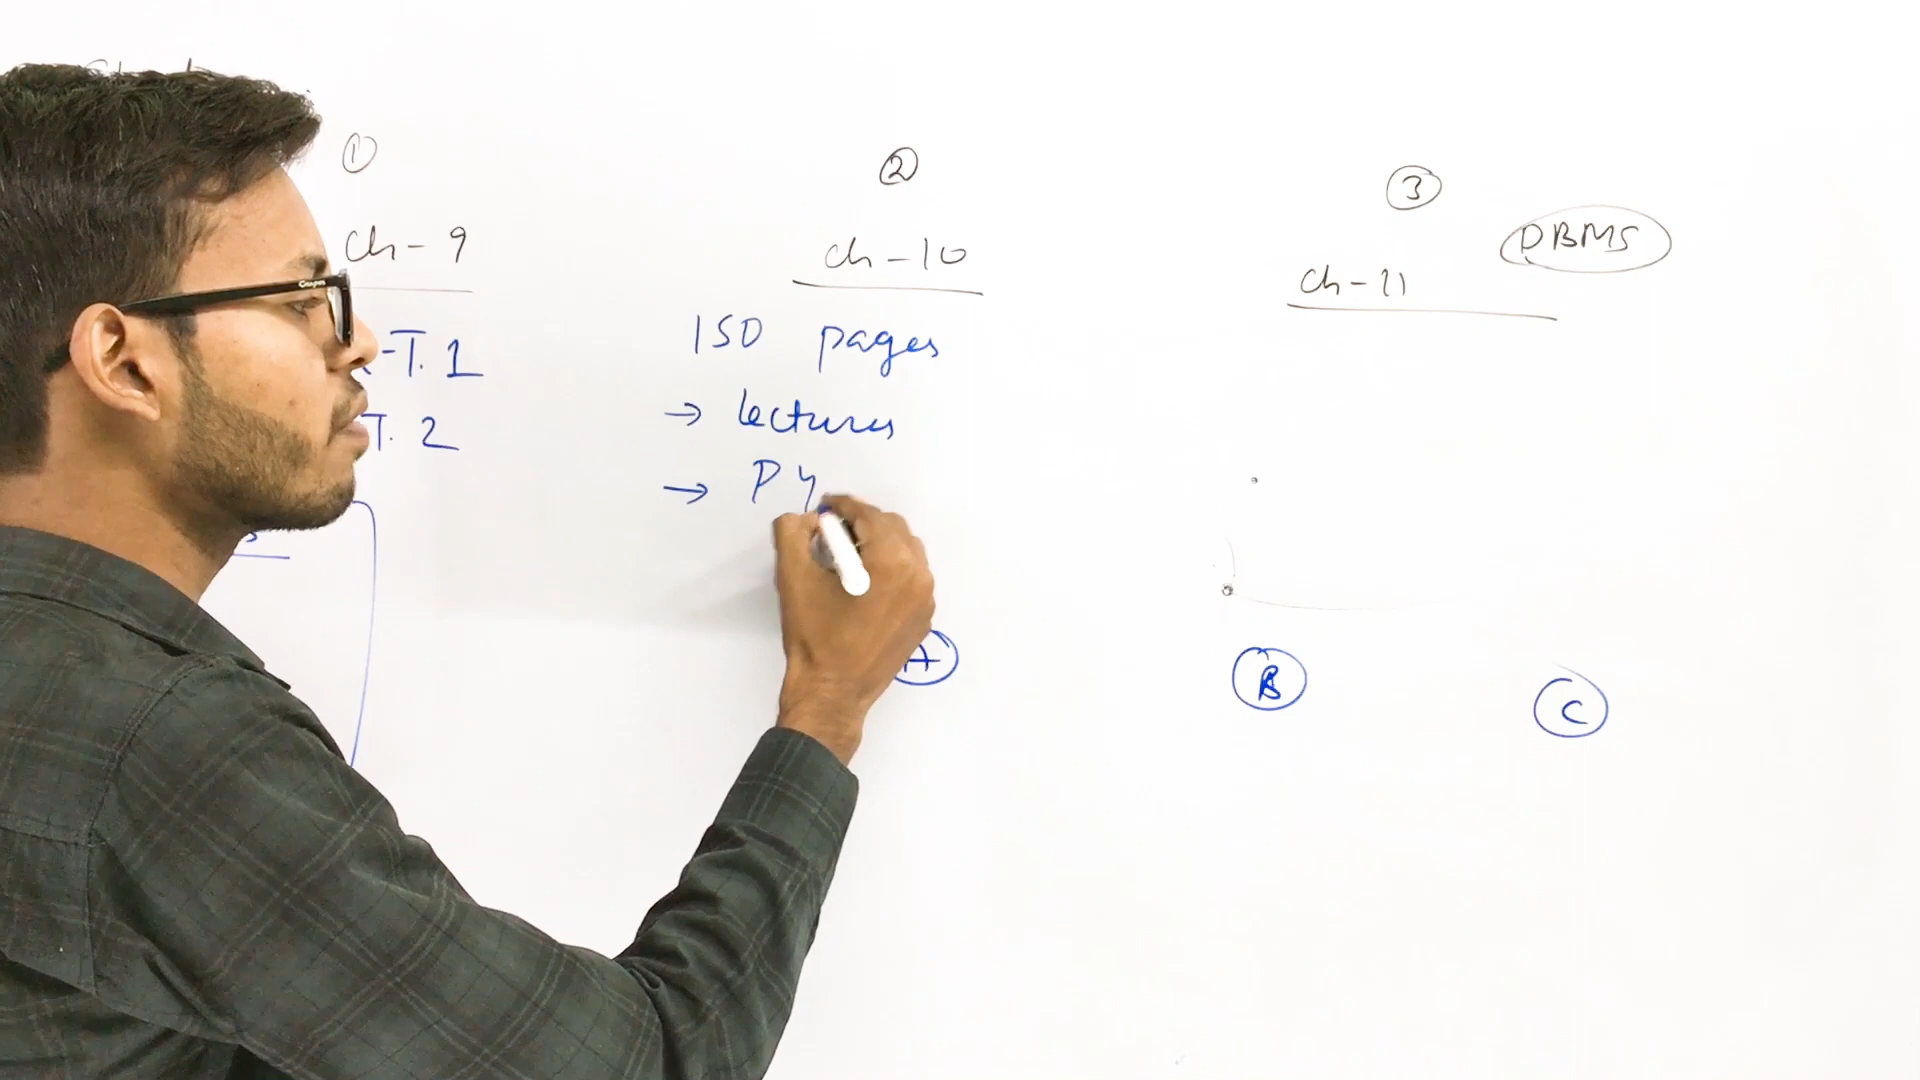 ①
ch - 9
-T. 1
T. 2
②
ch - 10
150 pages
→ lectures
→ PY
A
③
DBMS
ch - 11
B
C